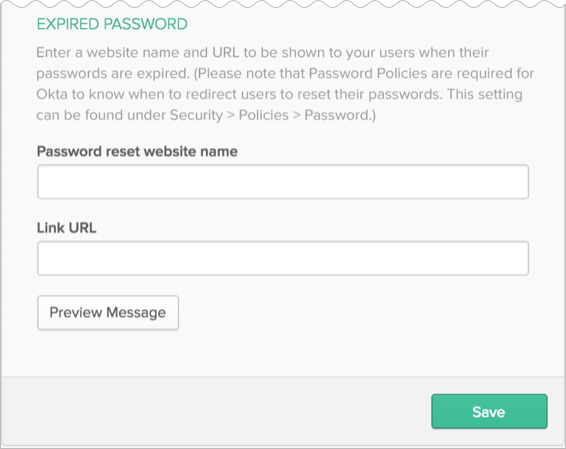 EXPIRED PASSWORD
Enter a website name and URL to be shown to your users when their
passwords are expired. (Please note that Password Policies are required for
Okta to know when to redirect users to reset their passwords. This setting
can be found under Security > Policies > Password.)
Password reset website name
Link URL
Preview Message
Save